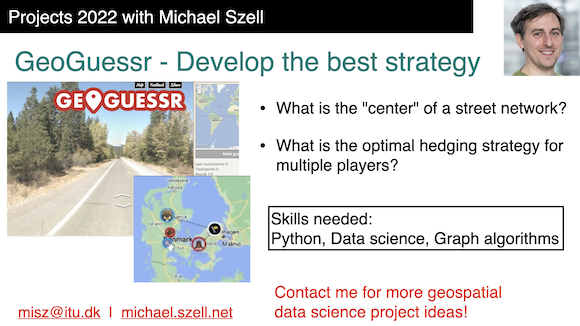 Projects 2022 with Michael Szell
GeoGuessr - Develop the best strategy
GEOGUESSR
• What is the "center" of a street network?
• What is the optimal hedging strategy for
multiple players?
Skills needed:
Python, Data science, Graph algorithms
misz@itu.dk | michael.szell.net
Contact me for more geospatial
data science project ideas!